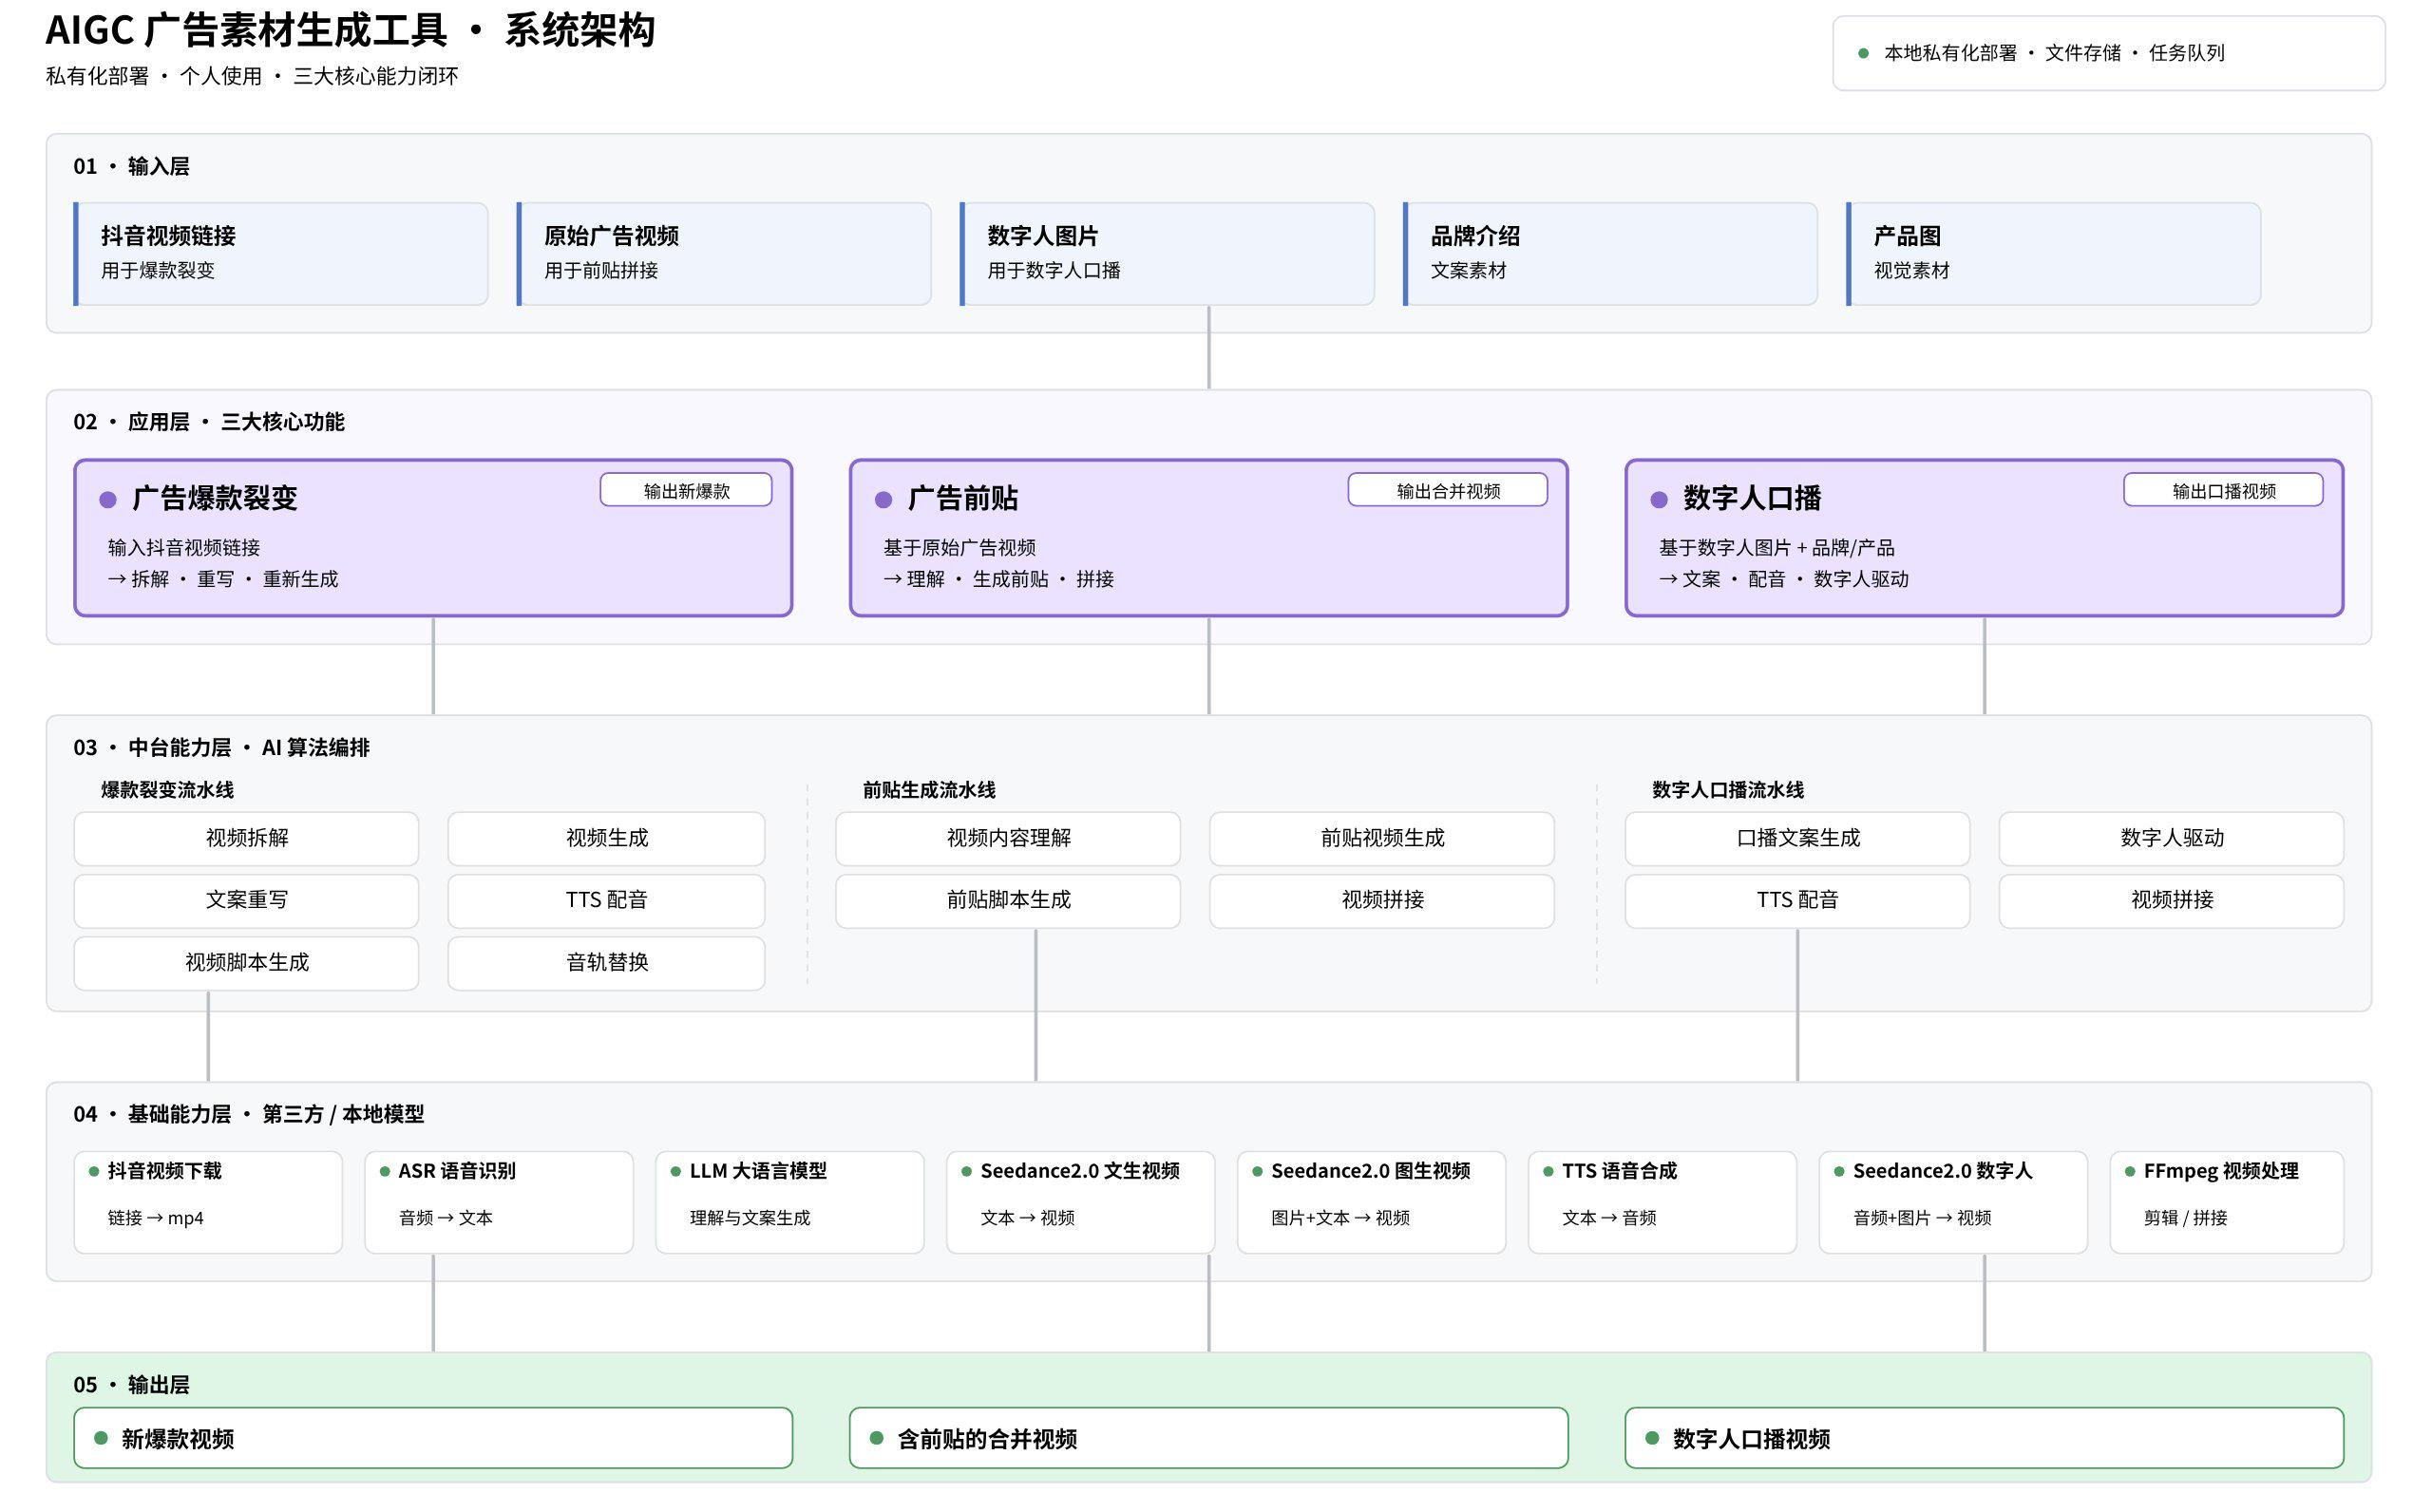 AIGC 广告素材生成工具 · 系统架构
私有化部署 · 个人使用 · 三大核心能力闭环
本地私有化部署 · 文件存储 · 任务队列
01 · 输入层
抖音视频链接
用于爆款裂变
原始广告视频
用于前贴拼接
数字人图片
用于数字人口播
品牌介绍
文案素材
产品图
视觉素材
02 · 应用层 · 三大核心功能
广告爆款裂变
输出新爆款
输入抖音视频链接
→ 拆解 · 重写 · 重新生成
广告前贴
输出合并视频
基于原始广告视频
→ 理解 · 生成前贴 · 拼接
数字人口播
输出口播视频
基于数字人图片 + 品牌/产品
→ 文案 · 配音 · 数字人驱动
03 · 中台能力层 · AI 算法编排
爆款裂变流水线
视频拆解
视频生成
文案重写
TTS 配音
视频脚本生成
音轨替换
前贴生成流水线
视频内容理解
前贴视频生成
前贴脚本生成
视频拼接
数字人口播流水线
口播文案生成
数字人驱动
TTS 配音
视频拼接
04 · 基础能力层 · 第三方 / 本地模型
抖音视频下载
链接 → mp4
ASR 语音识别
音频 → 文本
LLM 大语言模型
理解与文案生成
Seedance2.0 文生视频
文本 → 视频
Seedance2.0 图生视频
图片+文本 → 视频
TTS 语音合成
文本 → 音频
Seedance2.0 数字人
音频+图片 → 视频
FFmpeg 视频处理
剪辑 / 拼接
05 · 输出层
新爆款视频
含前贴的合并视频
数字人口播视频